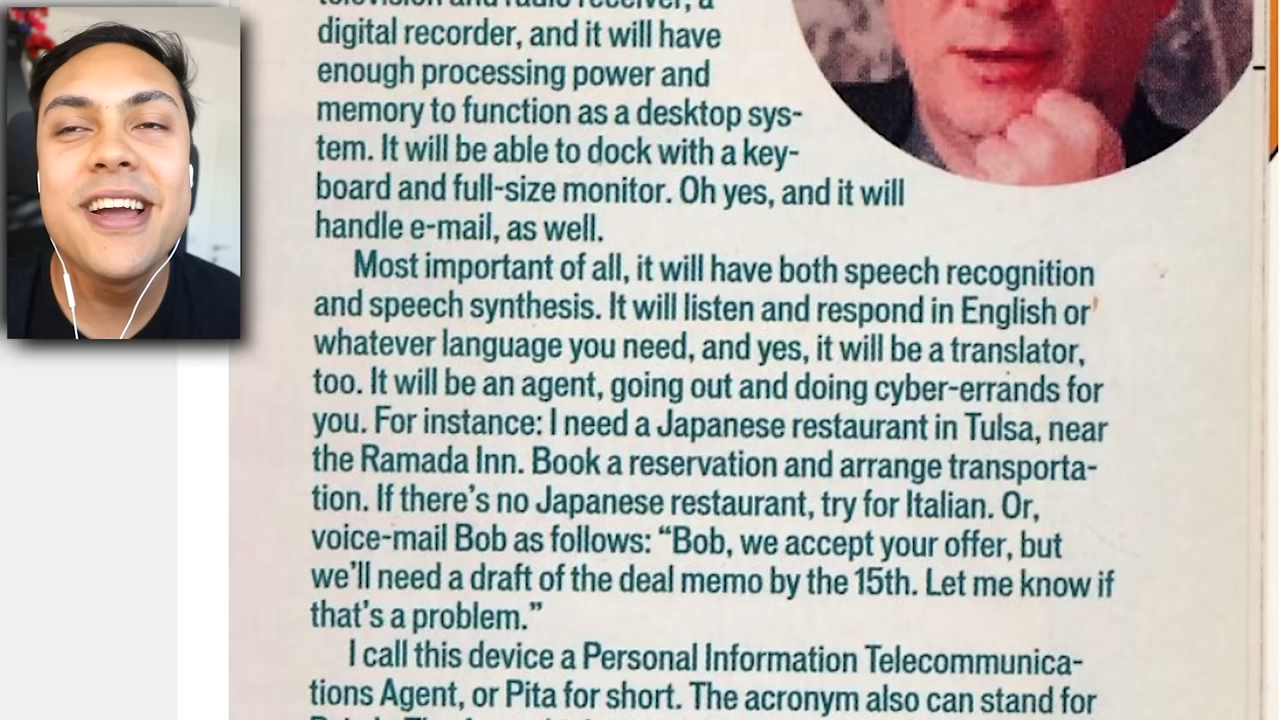 television and radio receiver, a
digital recorder, and it will have
enough processing power and
memory to function as a desktop sys-
tem. It will be able to dock with a key-
board and full-size monitor. Oh yes, and it will
handle e-mail, as well.
Most important of all, it will have both speech recognition
and speech synthesis. It will listen and respond in English or
whatever language you need, and yes, it will be a translator,
too. It will be an agent, going out and doing cyber-errands for
you. For instance: I need a Japanese restaurant in Tulsa, near
the Ramada Inn. Book a reservation and arrange transporta-
tion. If there's no Japanese restaurant, try for Italian. Or,
voice-mail Bob as follows: “Bob, we accept your offer, but
we'll need a draft of the deal memo by the 15th. Let me know if
that's a problem.”
I call this device a Personal Information Telecommunica-
tions Agent, or Pita for short. The acronym also can stand for